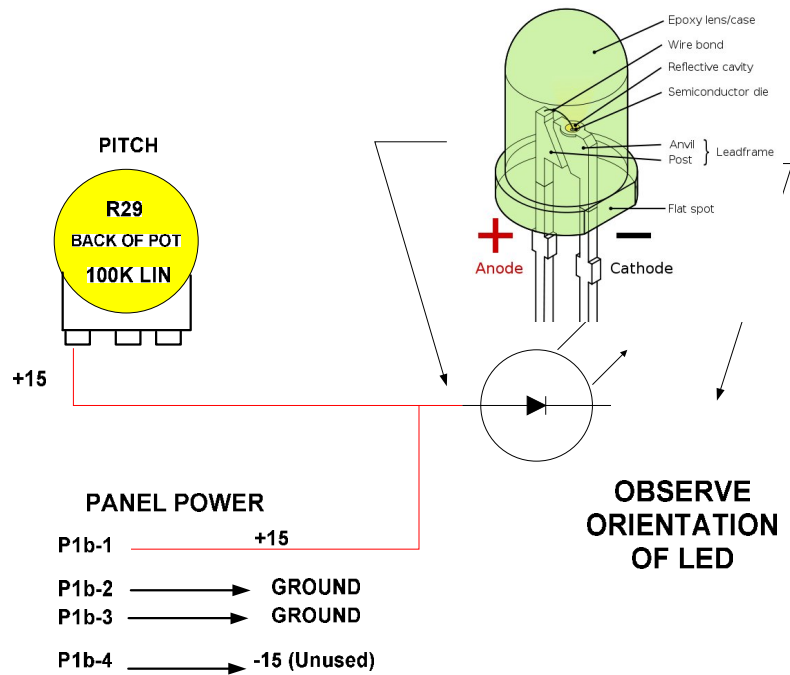 Epoxy lens/case
Wire bond
Reflective cavity
Semiconductor die
Anvil
Post
Leadframe
Flat spot
+
Anode
−
Cathode
PITCH
R29
BACK OF POT
100K LIN
+15
PANEL POWER
P1b-1 +15
P1b-2 GROUND
P1b-3 GROUND
P1b-4 -15 (Unused)
OBSERVE
ORIENTATION
OF LED